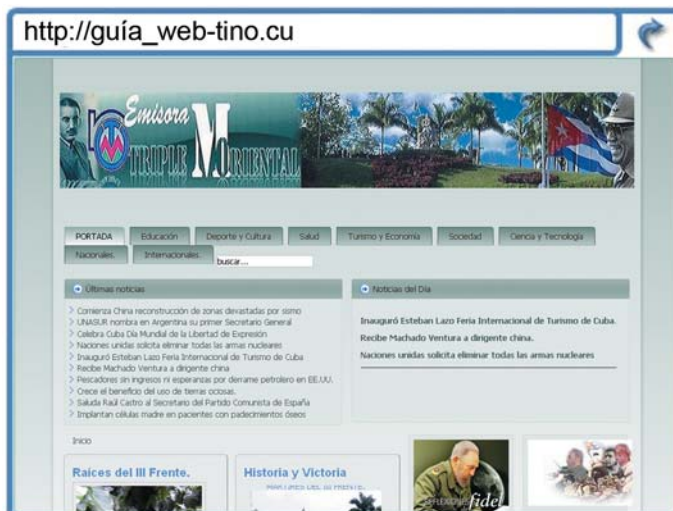 http://guía_web-tino.cu
Emisora
TRIPLE M ORIENTAL
PORTADA Educación Deporte y Cultura Salud Turismo y Economía Sociedad Ciencia y Tecnología
Nacionales. Internacionales. buscar...
Últimas noticias
Comienza China reconstrucción de zonas devastadas por sismo
UNASUR nombra en Argentina su primer Secretario General
Celebra Cuba Día Mundial de la Libertad de Expresión
Naciones unidas solicita eliminar todas las armas nucleares
Inauguró Esteban Lazo Feria Internacional de Turismo de Cuba
Recibe Machado Ventura a dirigente china
Pescadores sin ingresos ni esperanzas por derrame petrolero en EE.UU.
Crece el beneficio del uso de tierras ociosas.
Saluda Raúl Castro al Secretario del Partido Comunista de España
Implantan células madre en pacientes con padecimientos óseos
Noticias del Día
Inauguró Esteban Lazo Feria Internacional de Turismo de Cuba.
Recibe Machado Ventura a dirigente china.
Naciones unidas solicita eliminar todas las armas nucleares
Inicio
Raíces del III Frente.
Historia y Victoria
MARTIRES DEL III FRENTE.
REFLEXIONES fidel